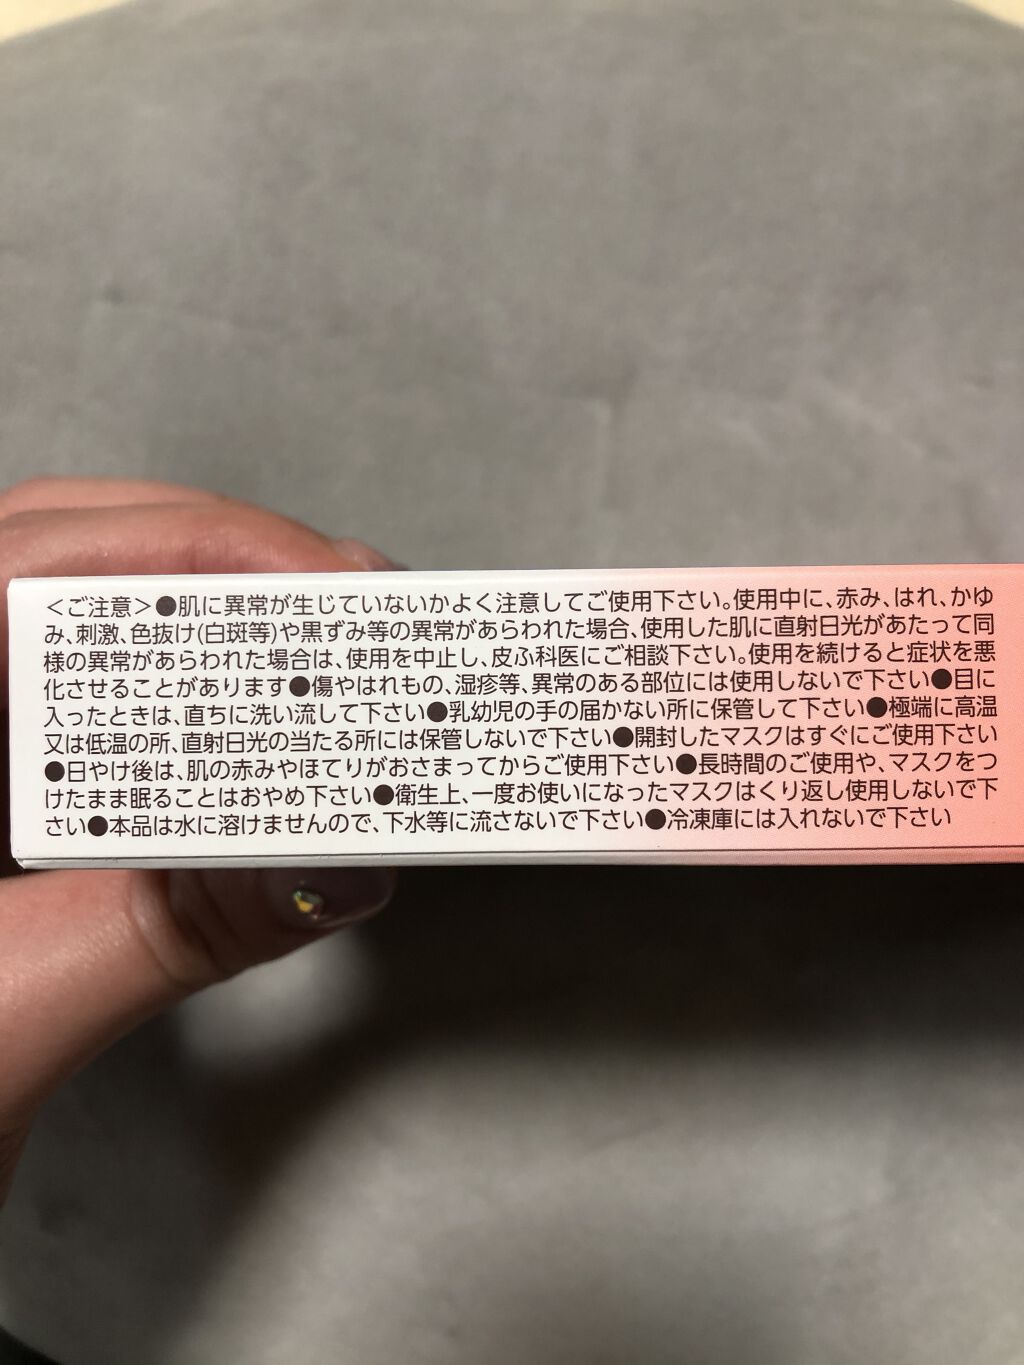 ＜ご注意＞●肌に異常が生じていないかよく注意してご使用下さい。使用中に、赤み、はれ、かゆ
み、刺激、色抜け(白斑等)や黒ずみ等の異常があらわれた場合、使用した肌に直射日光があたって同
様の異常があらわれた場合は、使用を中止し、皮ふ科医にご相談下さい。使用を続けると症状を悪
化させることがあります●傷やはれもの、湿疹等、異常のある部位には使用しないで下さい●目に
入ったときは、直ちに洗い流して下さい●乳幼児の手の届かない所に保管して下さい●極端に高温
又は低温の所、直射日光の当たる所には保管しないで下さい●開封したマスクはすぐにご使用下さい
●日やけ後は、肌の赤みやほてりがおさまってからご使用下さい●長時間のご使用や、マスクをつ
けたまま眠ることはおやめ下さい●衛生上、一度お使いになったマスクはくり返し使用しないで下
さい●本品は水に溶けませんので、下水等に流さないで下さい●冷凍庫には入れないで下さい